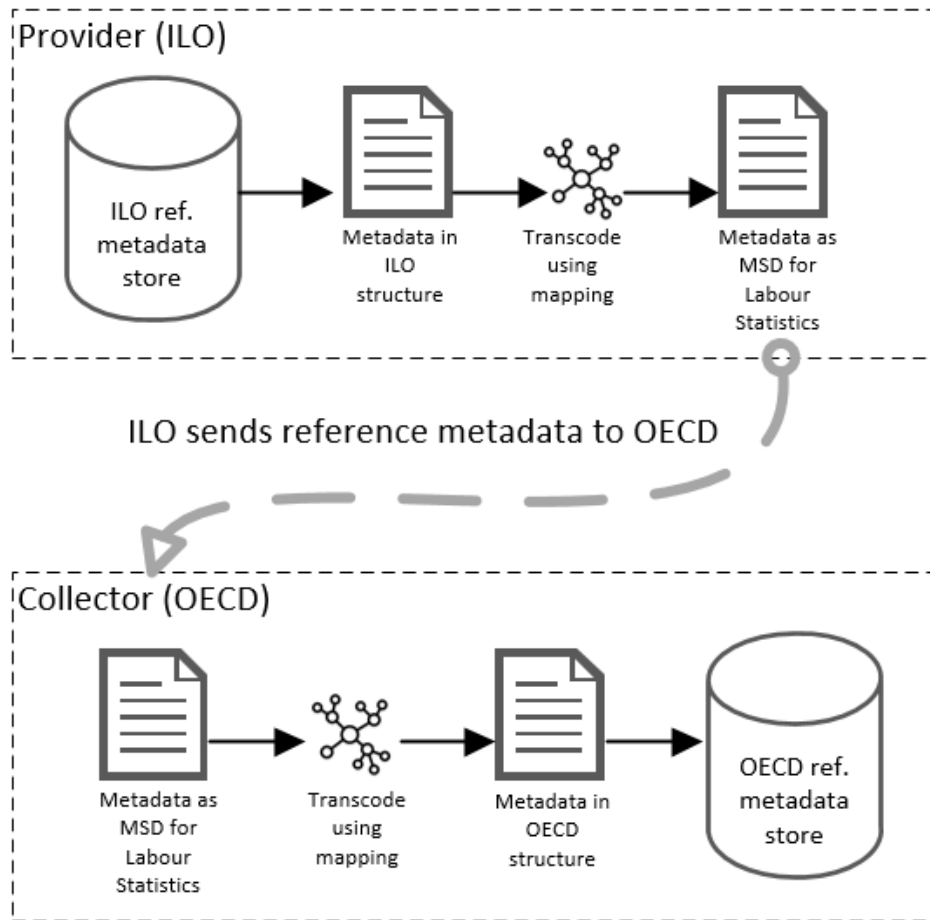 Provider (ILO)
ILO ref.
metadata
store
Metadata in
ILO
structure
Transcode
using
mapping
Metadata as
MSD for
Labour
Statistics
ILO sends reference metadata to OECD
Collector (OECD)
Metadata as
MSD for
Labour
Statistics
Transcode
using
mapping
Metadata in
OECD
structure
OECD ref.
metadata
store